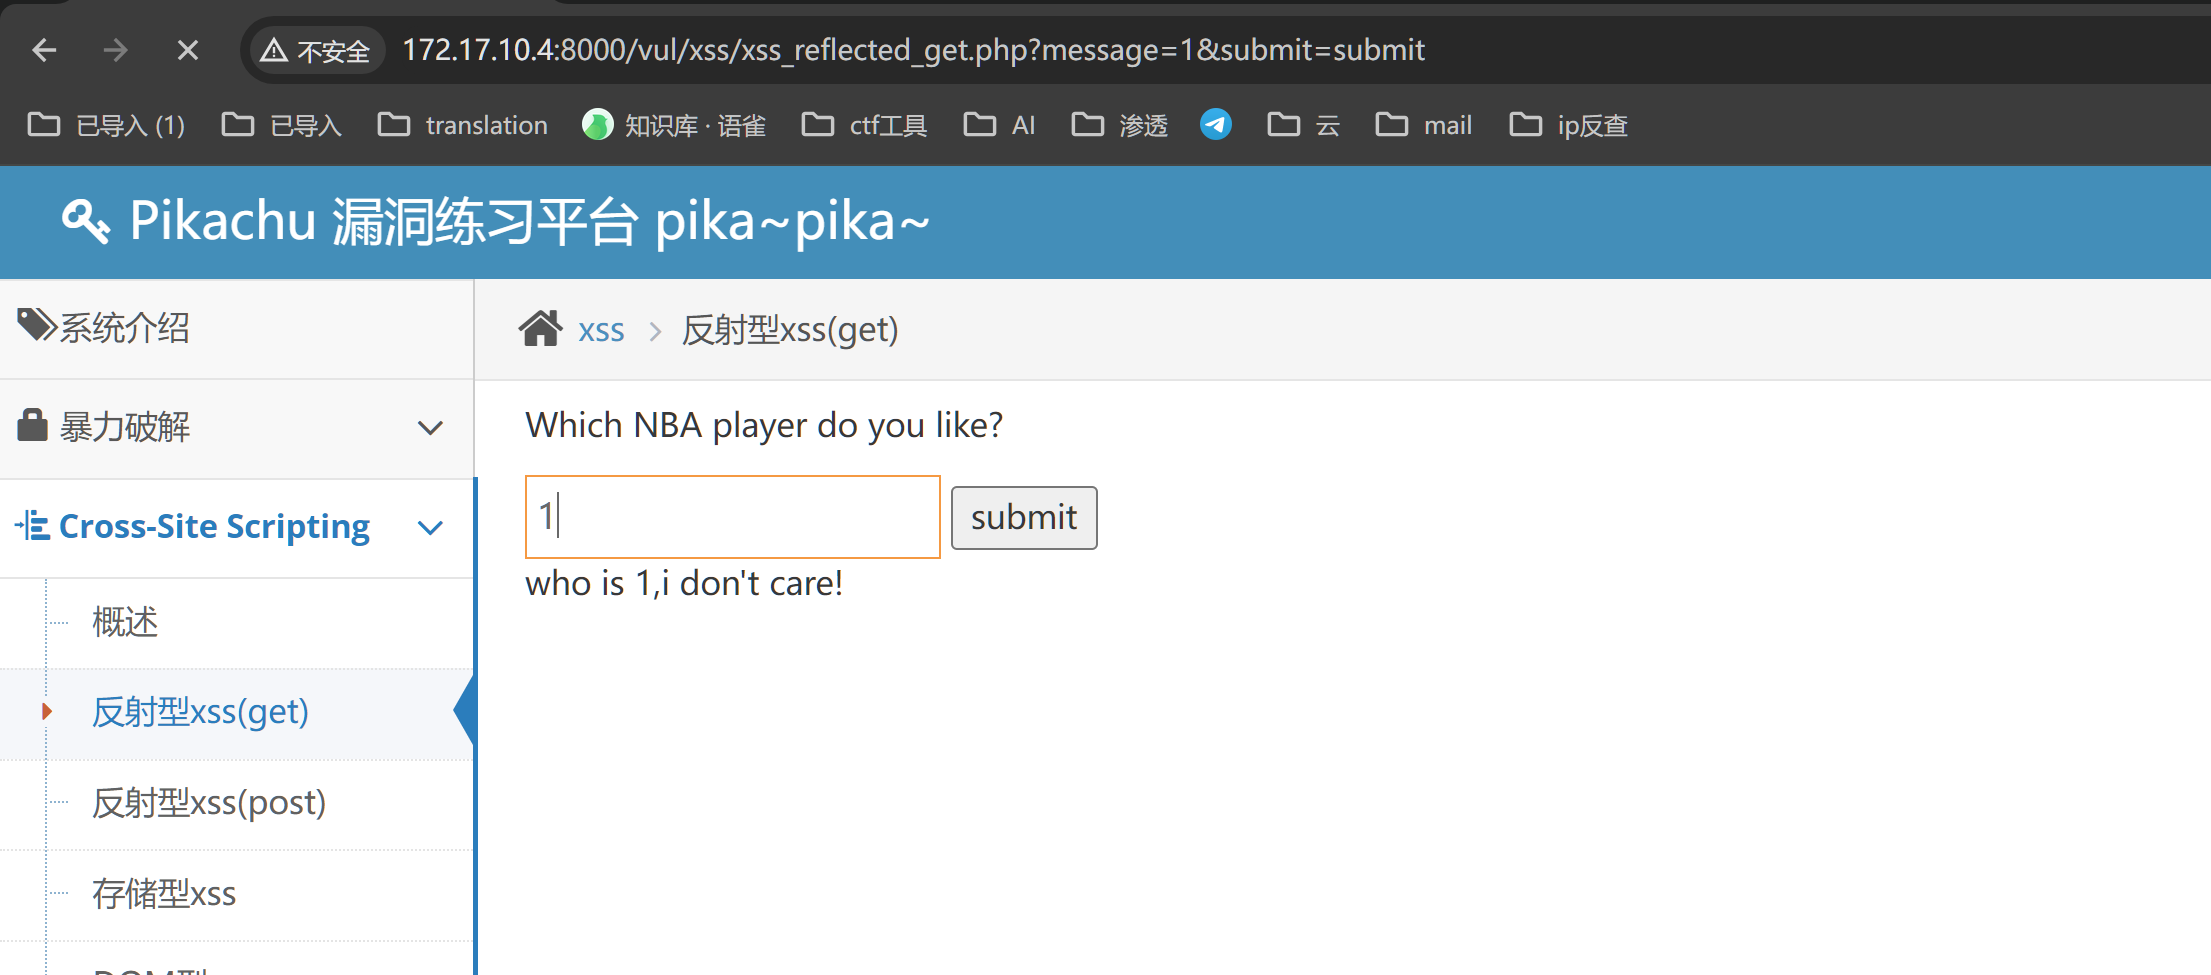 不安全 172.17.10.4:8000/vul/xss/xss_reflected_get.php?message=1&submit=submit
已导入 (1) 已导入 translation 知识库 · 语雀 ctf工具 AI 渗透 云 mail ip反查
Pikachu 漏洞练习平台 pika~pika~
系统介绍
xss 反射型xss(get)
暴力破解
Which NBA player do you like?
Cross-Site Scripting
1 submit
who is 1,i don't care!
概述
反射型xss(get)
反射型xss(post)
存储型xss
DOM型